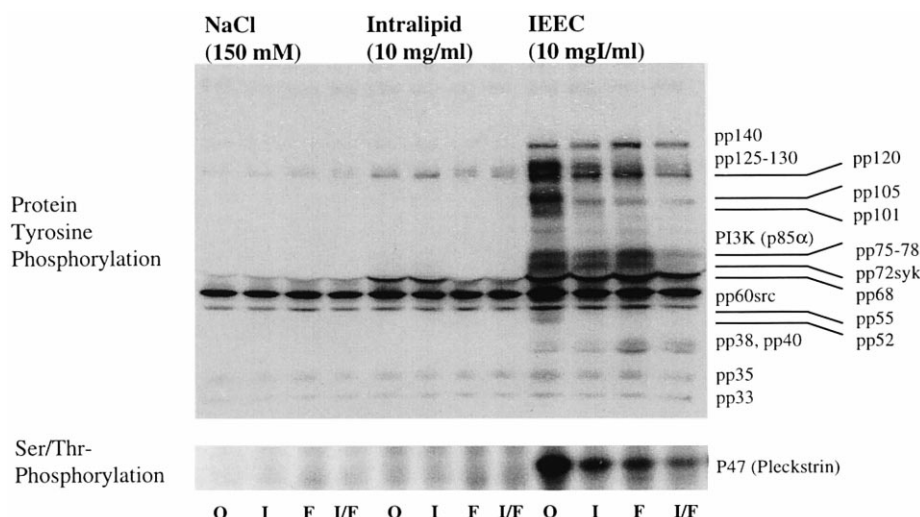 NaCl
(150 mM)
Intralipid
(10 mg/ml)
IEEC
(10 mgI/ml)
Protein
Tyrosine
Phosphorylation
pp140
pp125-130
pp120
pp105
pp101
PI3K (p85α)
pp75-78
pp72syk
pp60src
pp68
pp55
pp38, pp40
pp52
pp35
pp33
Ser/Thr-
Phosphorylation
P47 (Pleckstrin)
O I F I/F O I F I/F O I F I/F